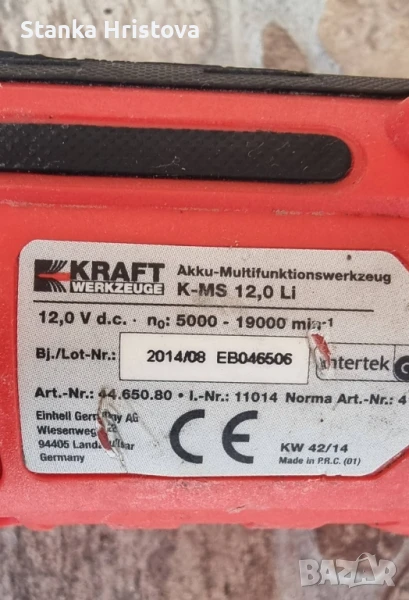 Stanka Hristova
KRAFT
WERKZEUGE
Akku-Multifunktionswerkzeug
K-MS 12,0 Li
12,0 V d.c. · n₀: 5000 - 19000 min⁻¹
Bj./Lot-Nr.: 2014/08 EB046506
intertek
Art.-Nr.: 44.650.80 • I.-Nr.: 11014 Norma Art.-Nr.: 4
Einhell Germany AG
Wiesenweg
94405 Landau/Isar
Germany
CE
KW 42/14
Made in P.R.C. (01)
BAZAR